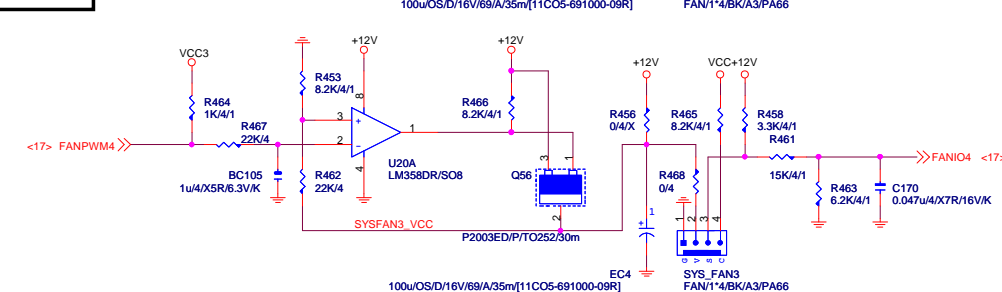 100u/OS/D/16V/69/A/35m/[11CO5-691000-09R]
FAN/1*4/BK/A3/PA66
VCC3
+12V
+12V
+12V
VCC
+12V
R464
1K/4/1
R453
8.2K/4/1
8
R466
8.2K/4/1
R456
0/4/X
R465
8.2K/4/1
R458
3.3K/4/1
<17> FANPWM4
R467
22K/4
3
+
2
-
1
4
U20A
LM358DR/SO8
R461
15K/4/1
FANIO4 <17>
BC105
1u/4/X5R/6.3V/K
R462
22K/4
3
1
Q56
2
P2003ED/P/TO252/30m
R468
0/4
R463
6.2K/4/1
C170
0.047u/4/X7R/16V/K
SYSFAN3_VCC
+
1
1
2
3
4
G
V
S
C
EC4
100u/OS/D/16V/69/A/35m/[11CO5-691000-09R]
SYS_FAN3
FAN/1*4/BK/A3/PA66